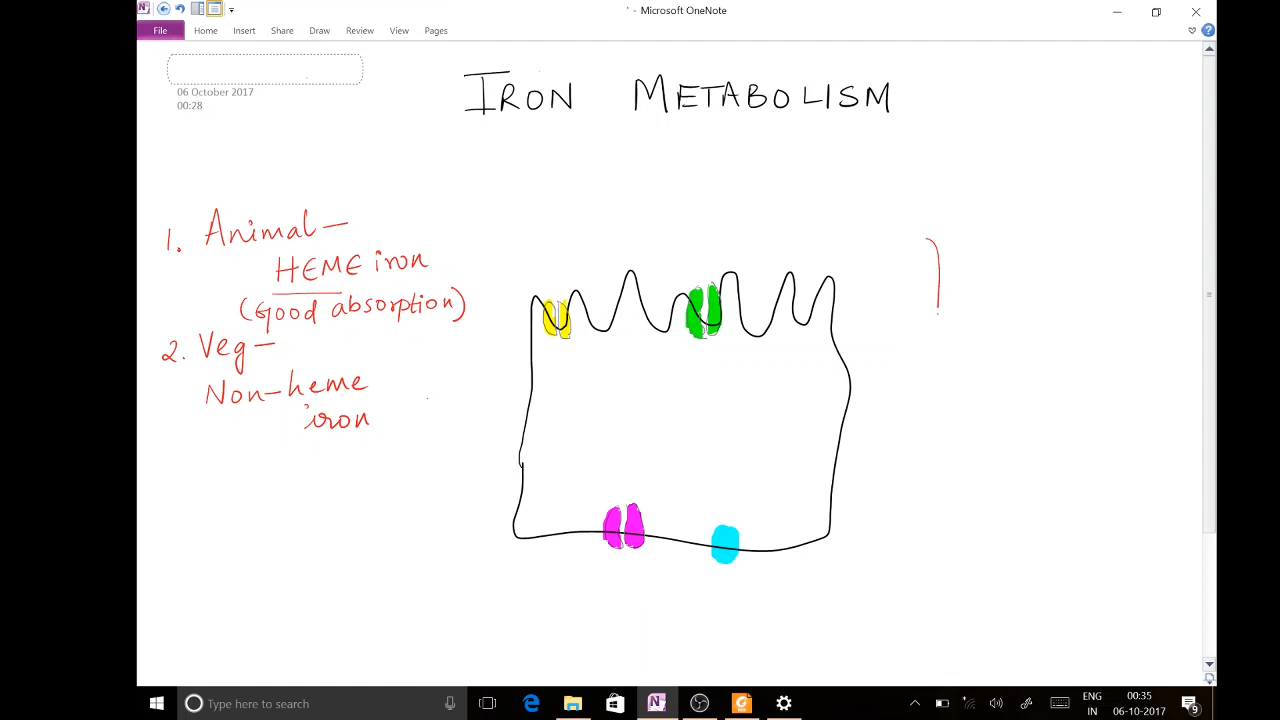 - Microsoft OneNote
File
Home
Insert
Share
Draw
Review
View
Pages
06 October 2017
00:28
IRON METABOLISM
1. Animal-
HEME iron
(Good absorption)
2. Veg-
Non-heme
iron
Type here to search
ENG
IN
00:35
06-10-2017
9